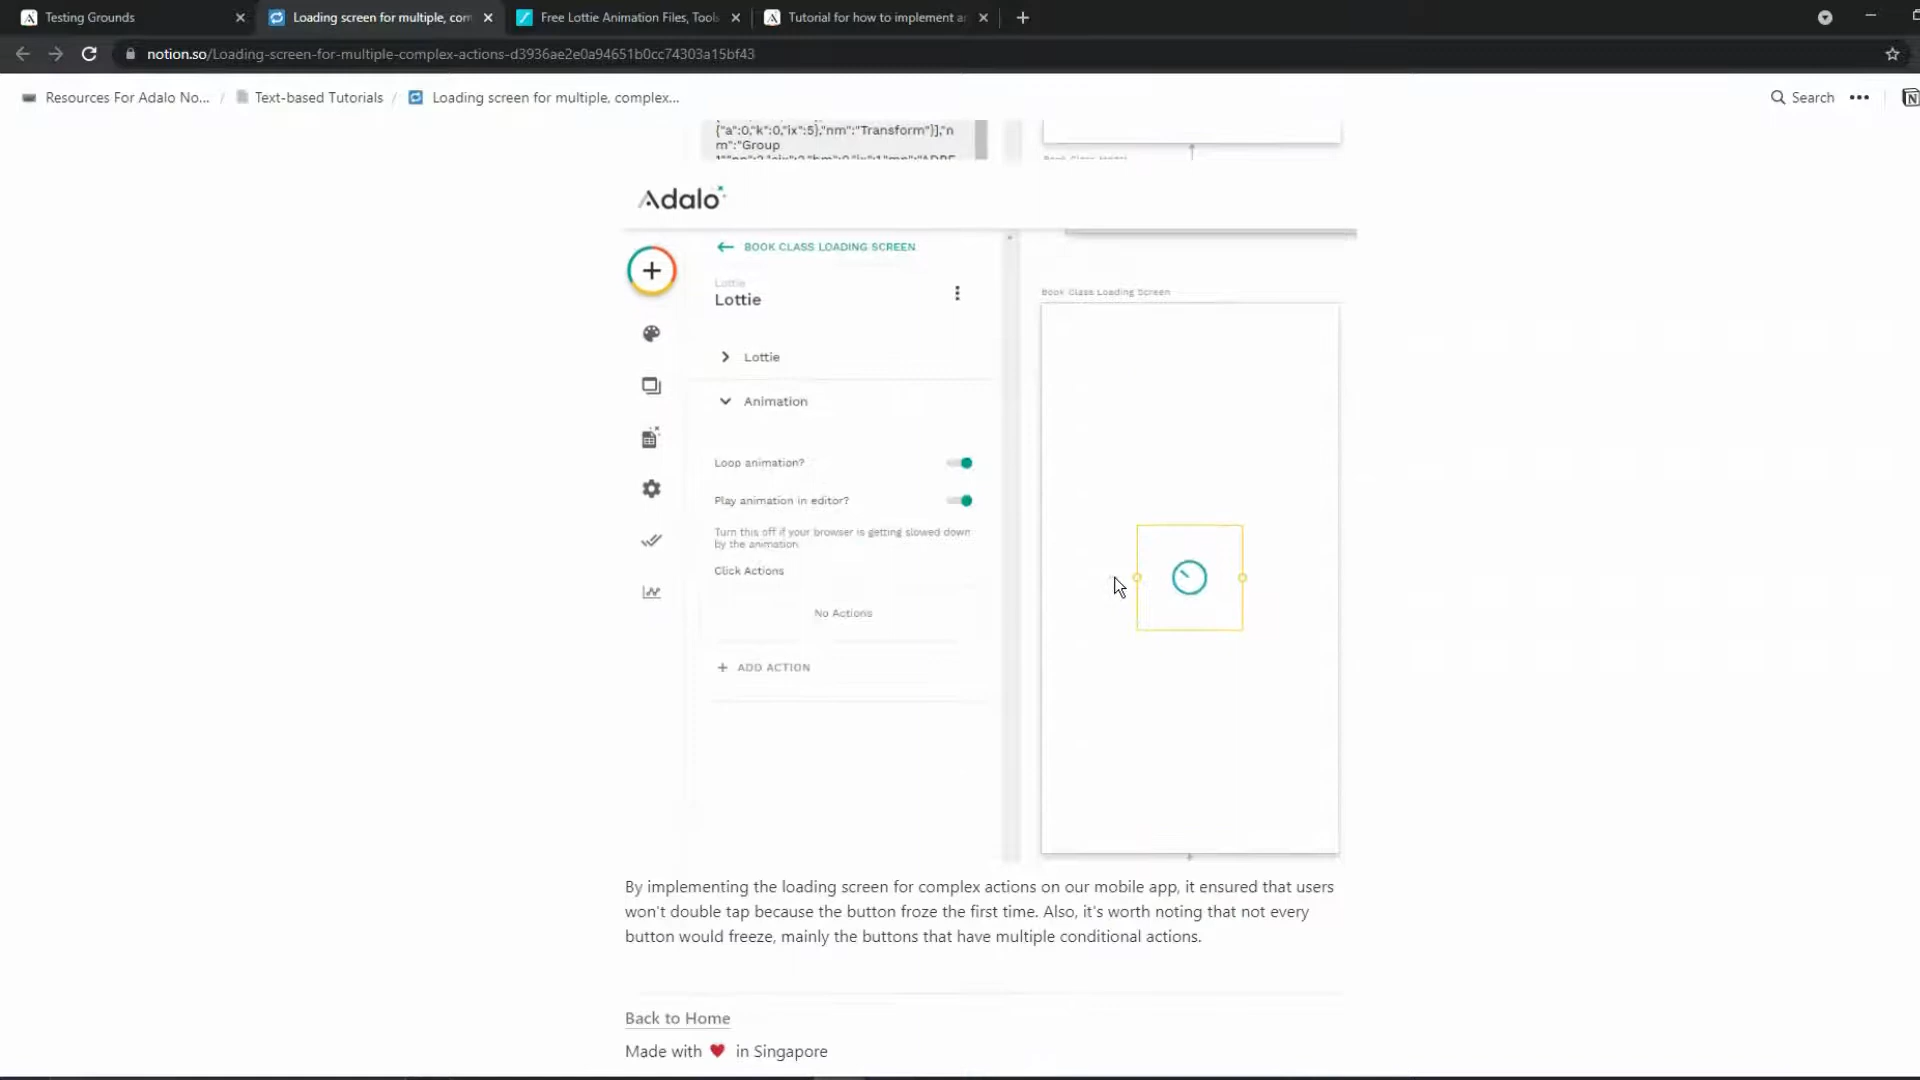 Testing Grounds
Loading screen for multiple, com
Free Lottie Animation Files, Tools
Tutorial for how to implement a
notion.so/Loading-screen-for-multiple-complex-actions-d3936ae2e0a94651b0cc74303a15bf43
Resources For Adalo No... / Text-based Tutorials / Loading screen for multiple, complex...
Search
{"a":0,"k":0,"ix":5},"nm":"Transform"}],"n
m":"Group
Adalo
BOOK CLASS LOADING SCREEN
Lottie
Lottie
Lottie
Animation
Loop animation?
Play animation in editor?
Turn this off if your browser is getting slowed down
by the animation
Click Actions
No Actions
+ ADD ACTION
Book Class Loading Screen
By implementing the loading screen for complex actions on our mobile app, it ensured that users
won't double tap because the button froze the first time. Also, it's worth noting that not every
button would freeze, mainly the buttons that have multiple conditional actions.
Back to Home
Made with ❤ in Singapore